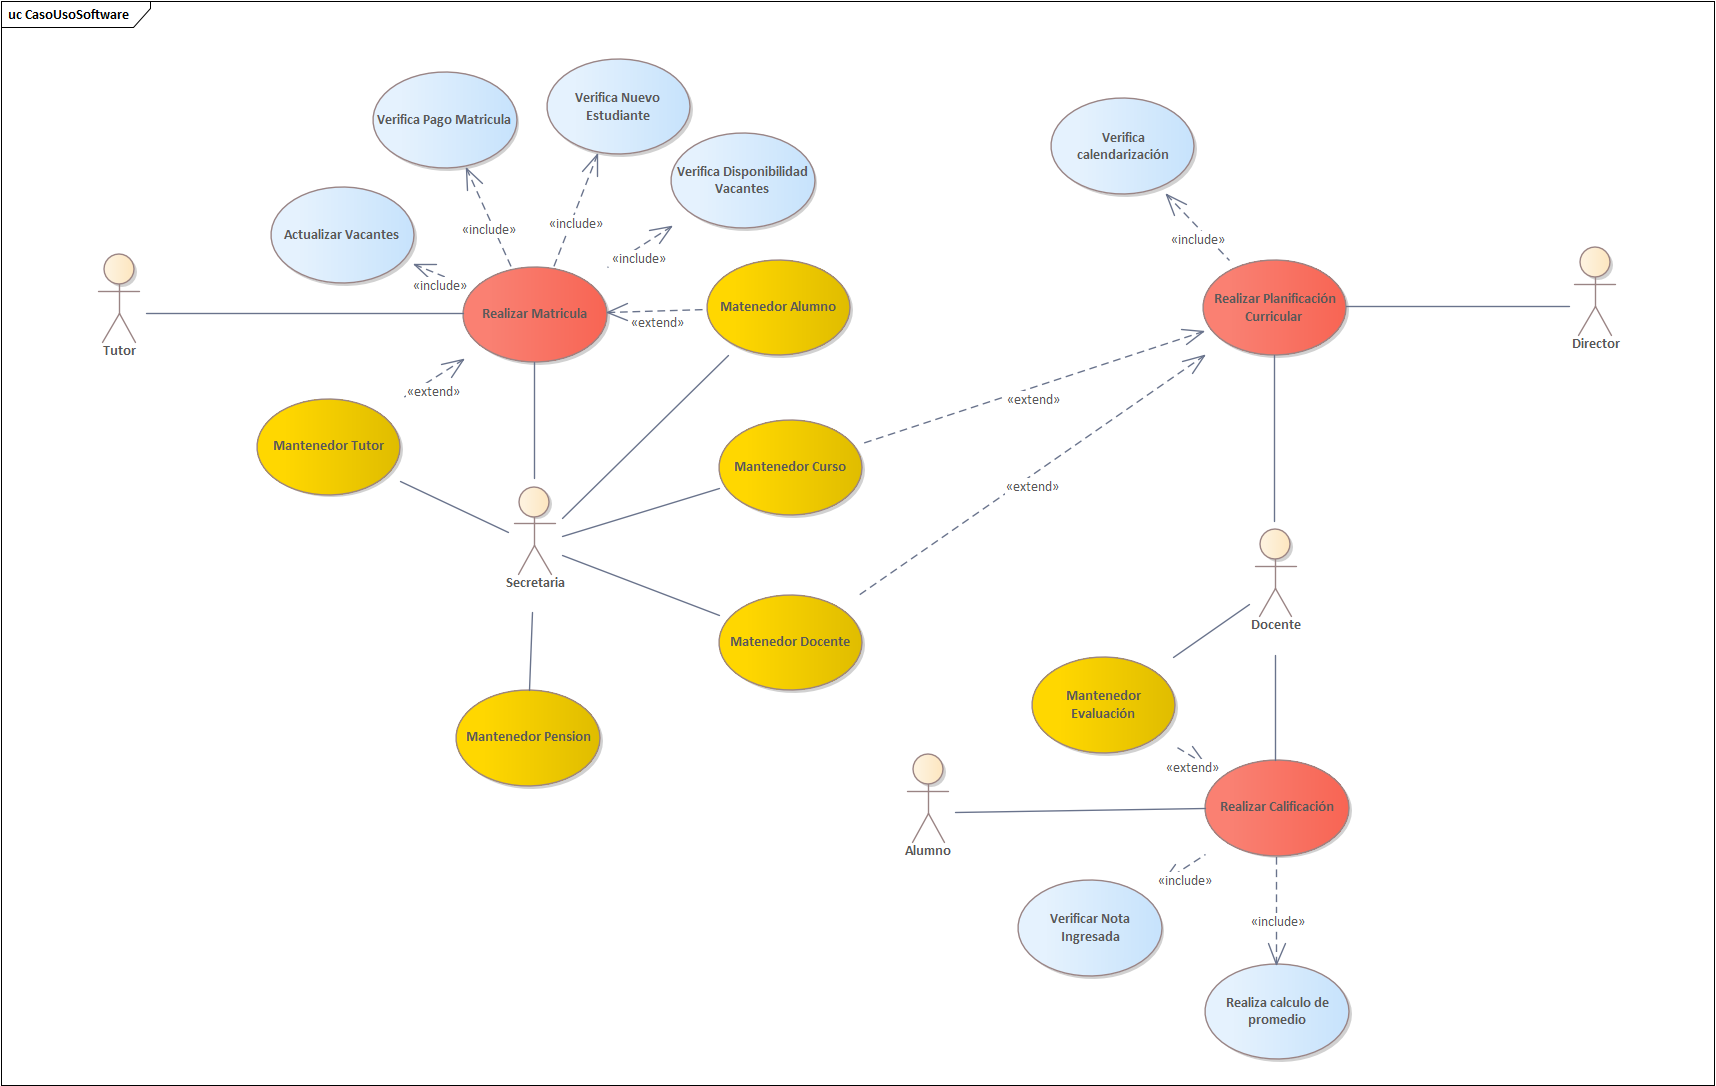 uc CasoUsoSoftware
Verifica Pago Matricula
Verifica Nuevo
Estudiante
Verifica Disponibilidad
Vacantes
Actualizar Vacantes
«include»
«include»
«include»
«include»
Tutor
Realizar Matricula
Matenedor Alumno
«extend»
«extend»
Mantenedor Tutor
Secretaria
Mantenedor Curso
Matenedor Docente
Mantenedor Pension
«extend»
«extend»
Verifica
calendarización
«include»
Realizar Planificación
Curricular
Director
Docente
Mantenedor
Evaluación
«extend»
Alumno
Realizar Calificación
«include»
«include»
Verificar Nota
Ingresada
Realiza calculo de
promedio